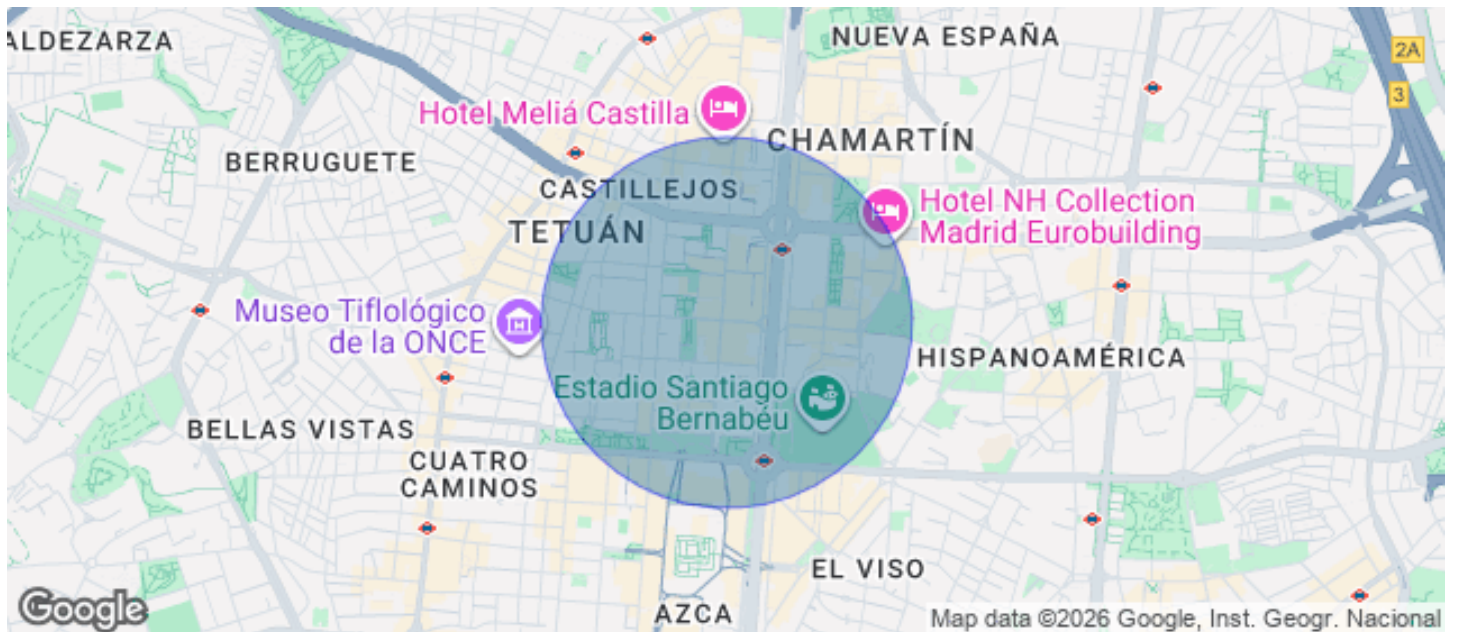 ALDEZARZA
NUEVA ESPAÑA
2A
3
Hotel Meliá Castilla
CHAMARTÍN
BERRUGUETE
CASTILLEJOS
TETUÁN
Hotel NH Collection
Madrid Eurobuilding
Museo Tiflológico
de la ONCE
HISPANOAMÉRICA
Estadio Santiago
Bernabéu
BELLAS VISTAS
CUATRO
CAMINOS
EL VISO
AZCA
Google
Map data ©2026 Google, Inst. Geogr. Nacional